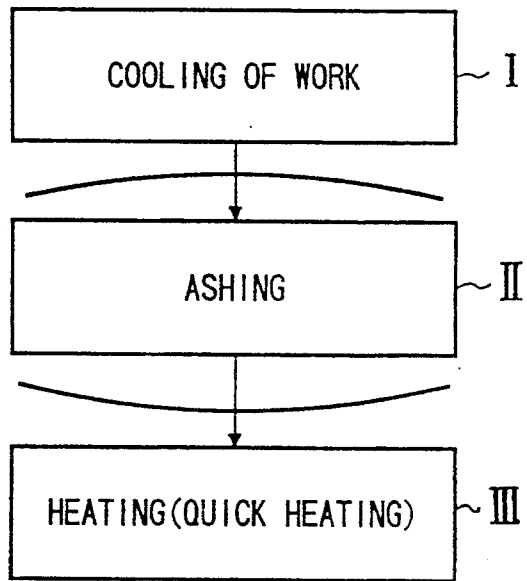 COOLING OF WORK
I
ASHING
II
HEATING(QUICK HEATING)
III